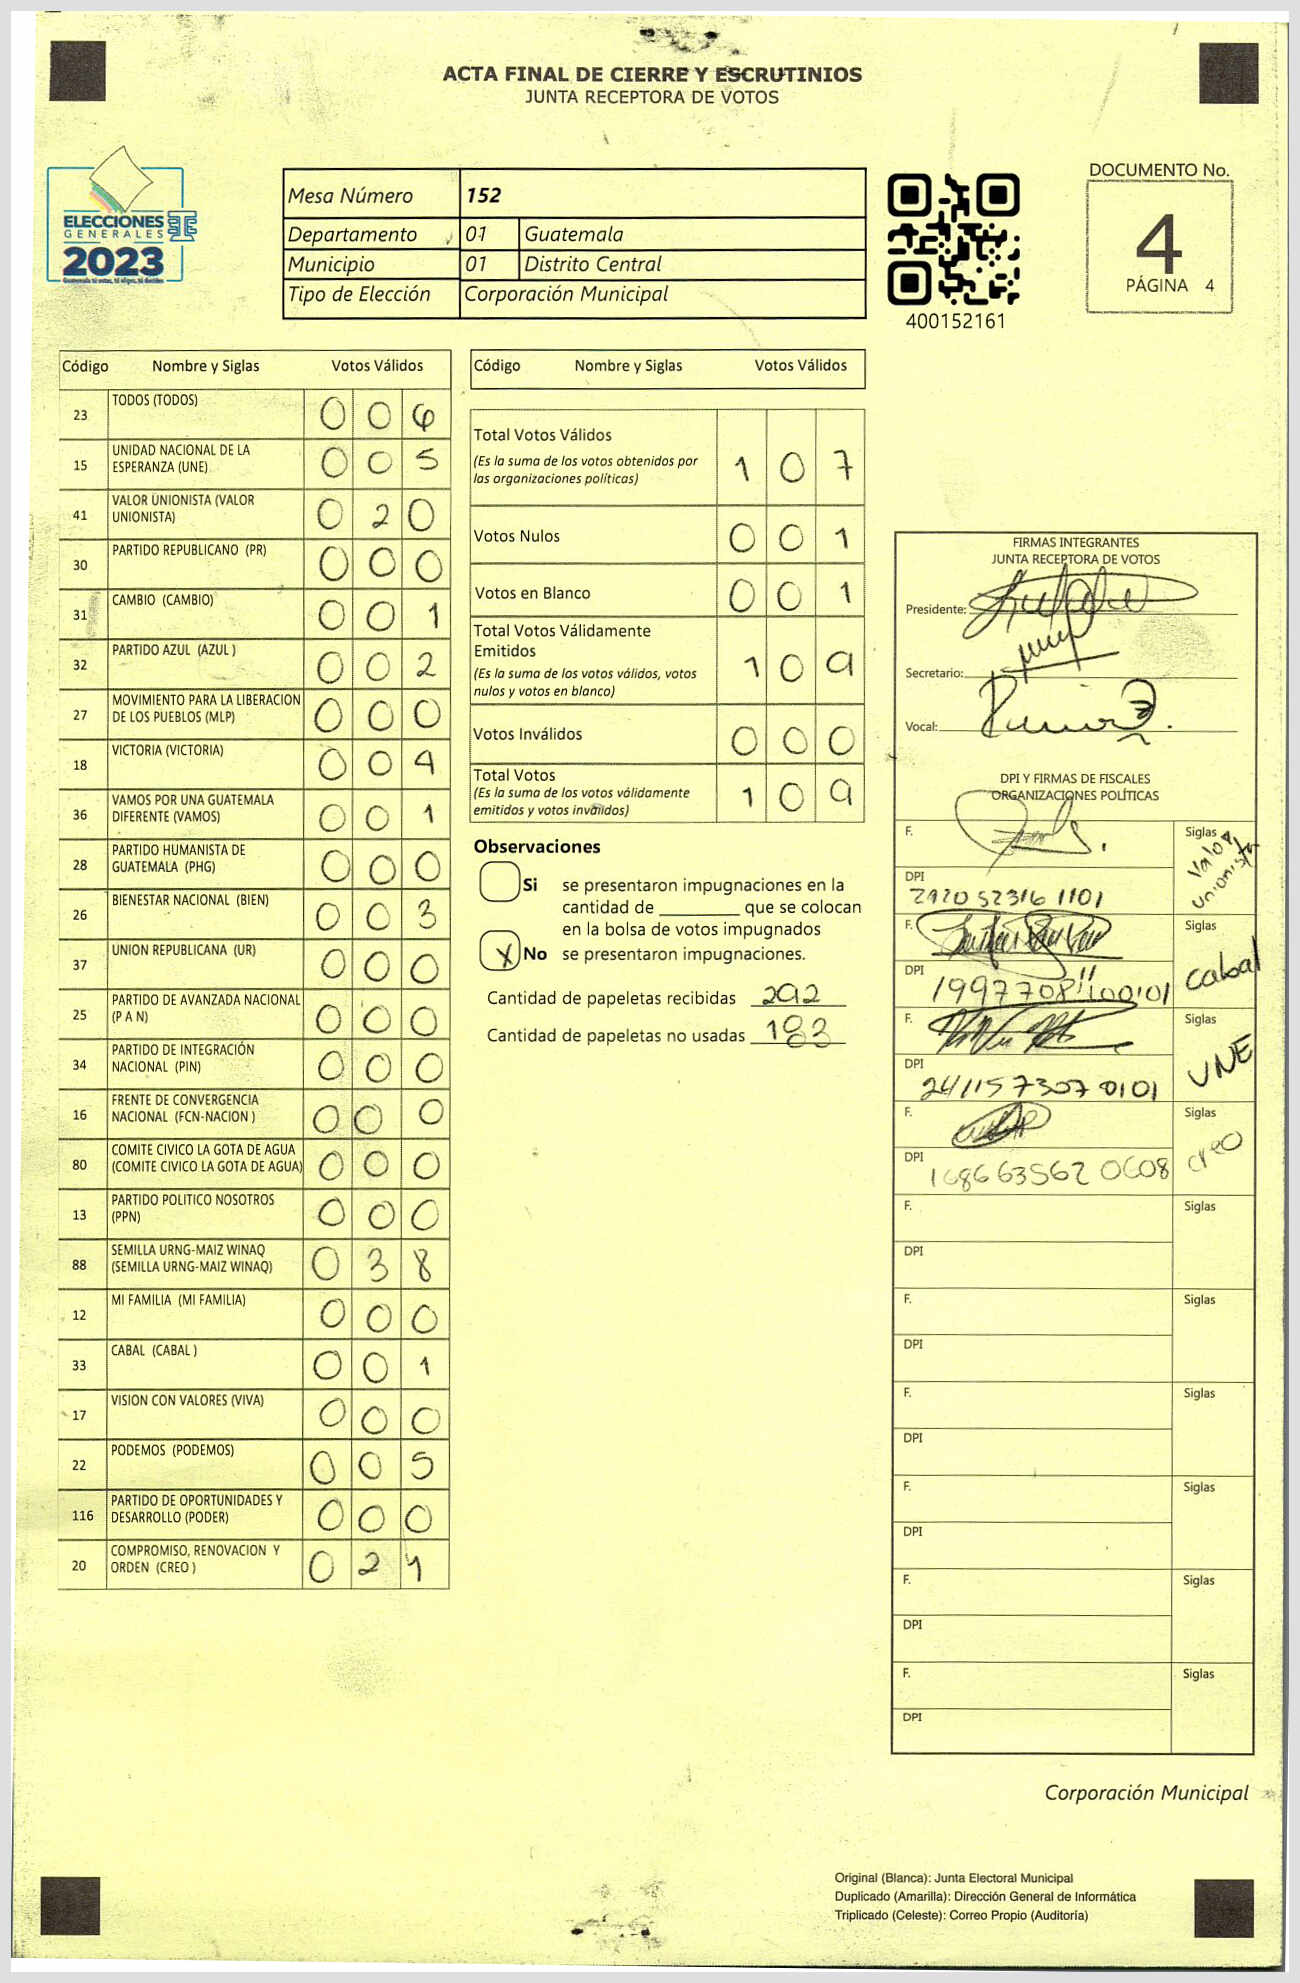 ACTA FINAL DE CIERRE Y ESCRUTINIOS
JUNTA RECEPTORA DE VOTOS
ELECCIONES
GENERALES
2023
Mesa Número 152
Departamento 01 Guatemala
Municipio 01 Distrito Central
Tipo de Elección Corporación Municipal
400152161
DOCUMENTO No.
4
PÁGINA 4
Código Nombre y Siglas Votos Válidos
23 TODOS (TODOS) 0 0 6
15 UNIDAD NACIONAL DE LA
ESPERANZA (UNE) 0 0 5
41 VALOR UNIONISTA (VALOR
UNIONISTA) 0 2 0
30 PARTIDO REPUBLICANO (PR) 0 0 0
31 CAMBIO (CAMBIO) 0 0 1
32 PARTIDO AZUL (AZUL ) 0 0 2
27 MOVIMIENTO PARA LA LIBERACION
DE LOS PUEBLOS (MLP) 0 0 0
18 VICTORIA (VICTORIA) 0 0 4
36 VAMOS POR UNA GUATEMALA
DIFERENTE (VAMOS) 0 0 1
28 PARTIDO HUMANISTA DE
GUATEMALA (PHG) 0 0 0
26 BIENESTAR NACIONAL (BIEN) 0 0 3
37 UNION REPUBLICANA (UR) 0 0 0
25 PARTIDO DE AVANZADA NACIONAL
(P A N) 0 0 0
34 PARTIDO DE INTEGRACIÓN
NACIONAL (PIN) 0 0 0
16 FRENTE DE CONVERGENCIA
NACIONAL (FCN-NACION ) 0 0 0
80 COMITE CIVICO LA GOTA DE AGUA
(COMITE CIVICO LA GOTA DE AGUA) 0 0 0
13 PARTIDO POLITICO NOSOTROS
(PPN) 0 0 0
88 SEMILLA URNG-MAIZ WINAQ
(SEMILLA URNG-MAIZ WINAQ) 0 3 8
12 MI FAMILIA (MI FAMILIA) 0 0 0
33 CABAL (CABAL ) 0 0 1
17 VISION CON VALORES (VIVA) 0 0 0
22 PODEMOS (PODEMOS) 0 0 5
116 PARTIDO DE OPORTUNIDADES Y
DESARROLLO (PODER) 0 0 0
20 COMPROMISO, RENOVACION Y
ORDEN (CREO ) 0 2 1
Código Nombre y Siglas Votos Válidos
Total Votos Válidos
(Es la suma de los votos obtenidos por
las organizaciones políticas) 1 0 7
Votos Nulos 0 0 1
Votos en Blanco 0 0 1
Total Votos Válidamente
Emitidos
(Es la suma de los votos válidos, votos
nulos y votos en blanco) 1 0 9
Votos Inválidos 0 0 0
Total Votos
(Es la suma de los votos válidamente
emitidos y votos inválidos) 1 0 9
Observaciones
Si se presentaron impugnaciones en la
cantidad de ________ que se colocan
en la bolsa de votos impugnados
X No se presentaron impugnaciones.
Cantidad de papeletas recibidas 292
Cantidad de papeletas no usadas 183
FIRMAS INTEGRANTES
JUNTA RECEPTORA DE VOTOS
Presidente:
Secretario:
Vocal:
DPI Y FIRMAS DE FISCALES
ORGANIZACIONES POLÍTICAS
F. Siglas
Valor
Unionista
DPI
2920 52316 1101
F. Siglas
Cabal
DPI
F. Siglas
UNE
DPI
24115 7307 0101
F. Siglas
creo
DPI
1686 63562 0608
F. Siglas
DPI
F. Siglas
DPI
F. Siglas
DPI
F. Siglas
DPI
F. Siglas
DPI
F. Siglas
DPI
Corporación Municipal
Original (Blanca): Junta Electoral Municipal
Duplicado (Amarilla): Dirección General de Informática
Triplicado (Celeste): Correo Propio (Auditoría)